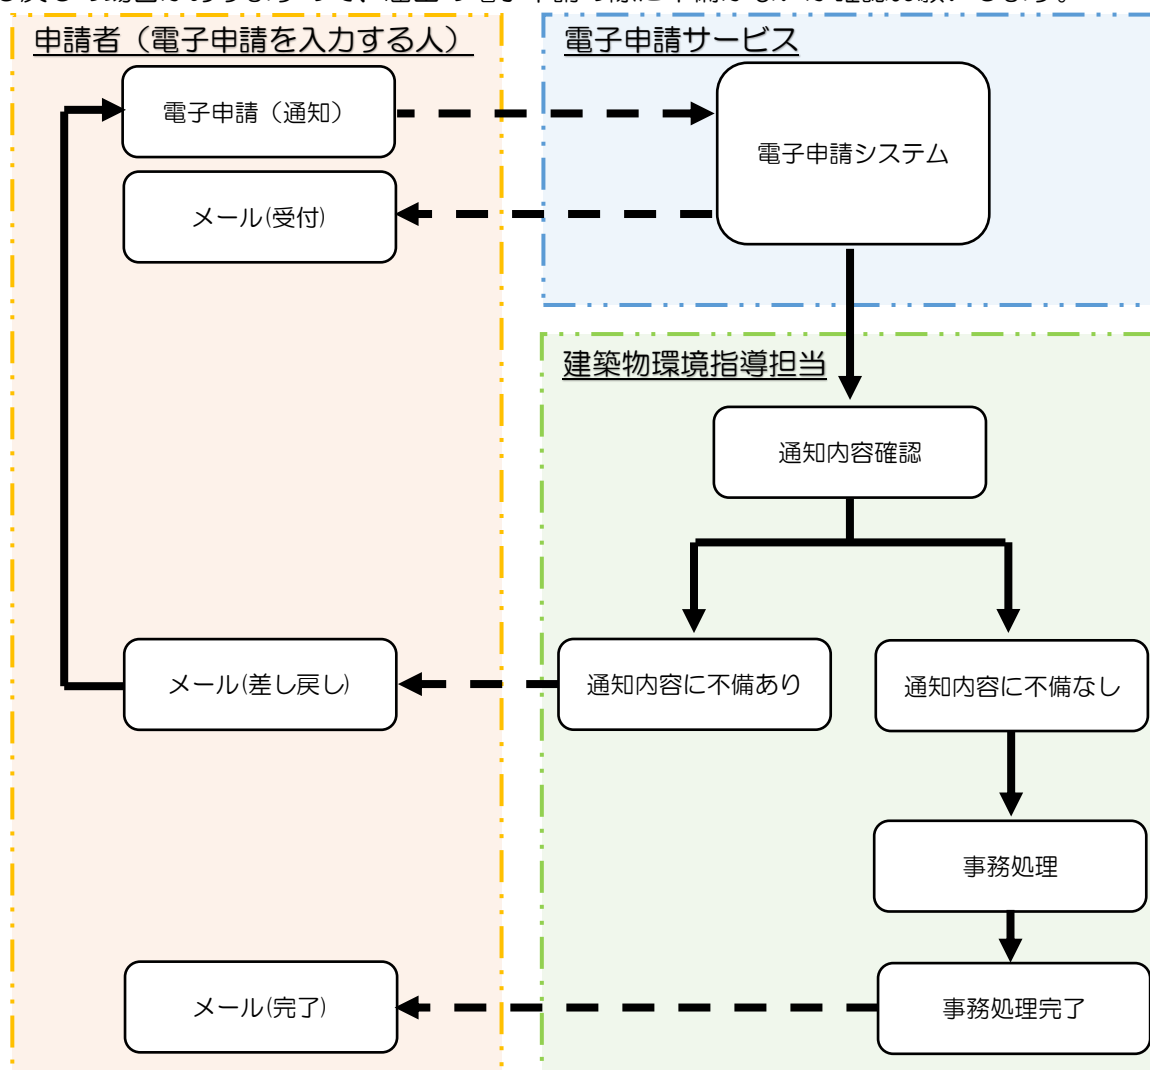 申請者（電子申請を入力する人）
電子申請サービス
電子申請（通知）
電子申請システム
メール(受付)
建築物環境指導担当
通知内容確認
メール(差し戻し)
通知内容に不備あり
通知内容に不備なし
事務処理
メール(完了)
事務処理完了